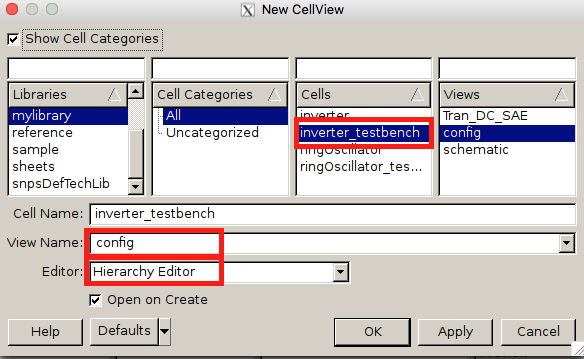 New CellView
Show Cell Categories
Libraries
mylibrary
reference
sample
sheets
snpsDefTechLib
Cell Categories
All
Uncategorized
Cells
inverter
inverter_testbench
ringOscillator
ringOscillator_tes...
Views
Tran_DC_SAE
config
schematic
Cell Name: inverter_testbench
View Name: config
Editor: Hierarchy Editor
Open on Create
Help Defaults OK Apply Cancel